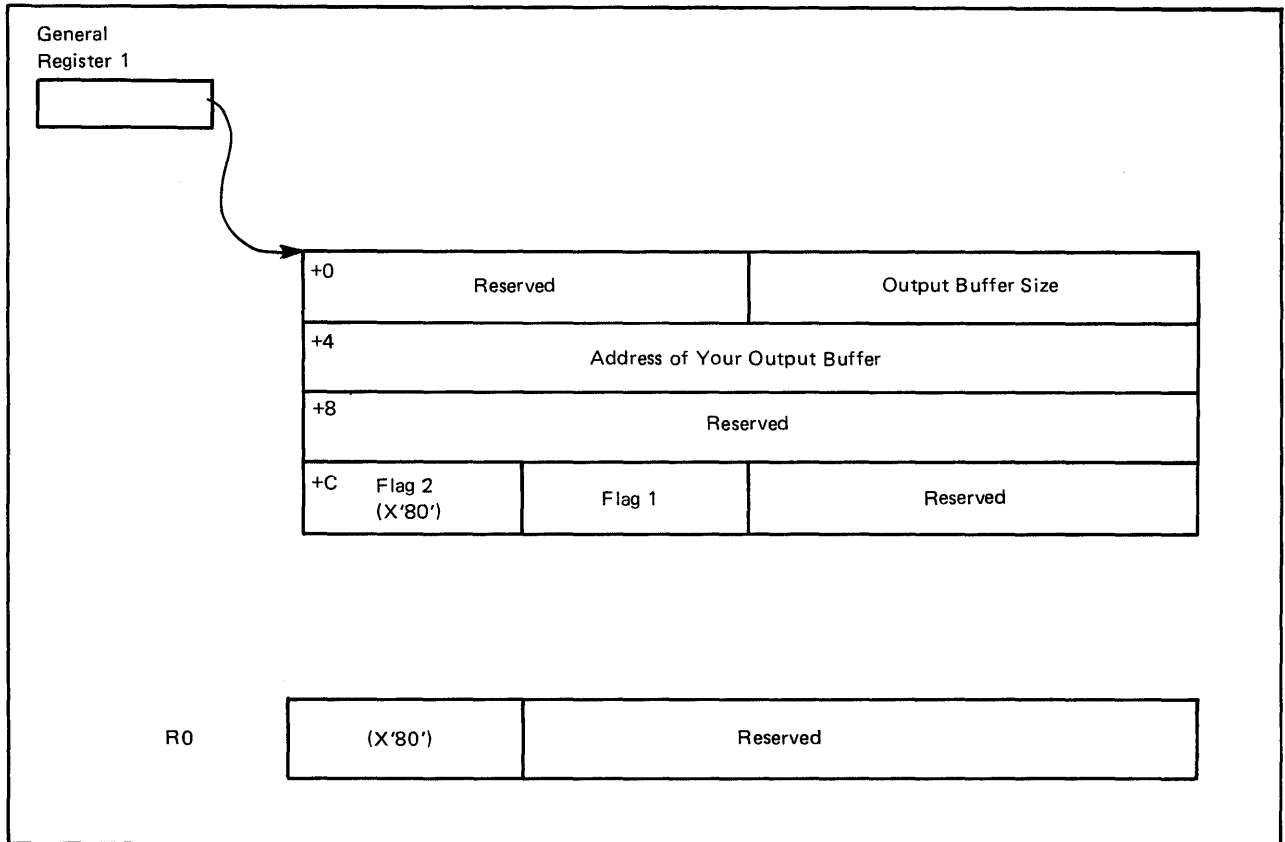 General
Register 1
+0
Reserved
Output Buffer Size
+4
Address of Your Output Buffer
+8
Reserved
+C
Flag 2
(X'80')
Flag 1
Reserved
R0
(X'80')
Reserved